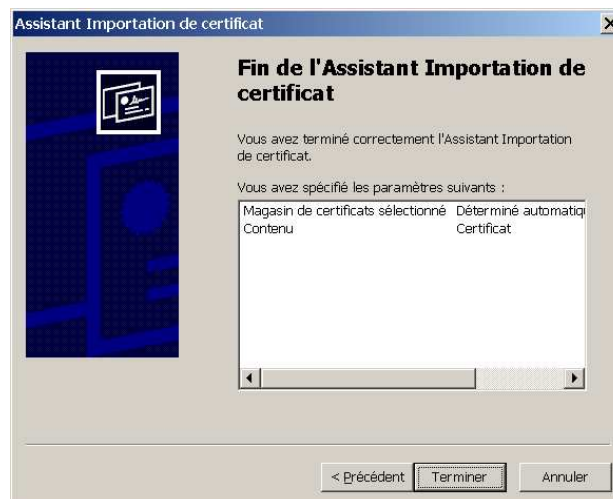 Assistant Importation de certificat
Fin de l'Assistant Importation de
certificat
Vous avez terminé correctement l'Assistant Importation
de certificat.
Vous avez spécifié les paramètres suivants :
Magasin de certificats sélectionné Déterminé automatiq
Contenu Certificat
< Précédent Terminer Annuler